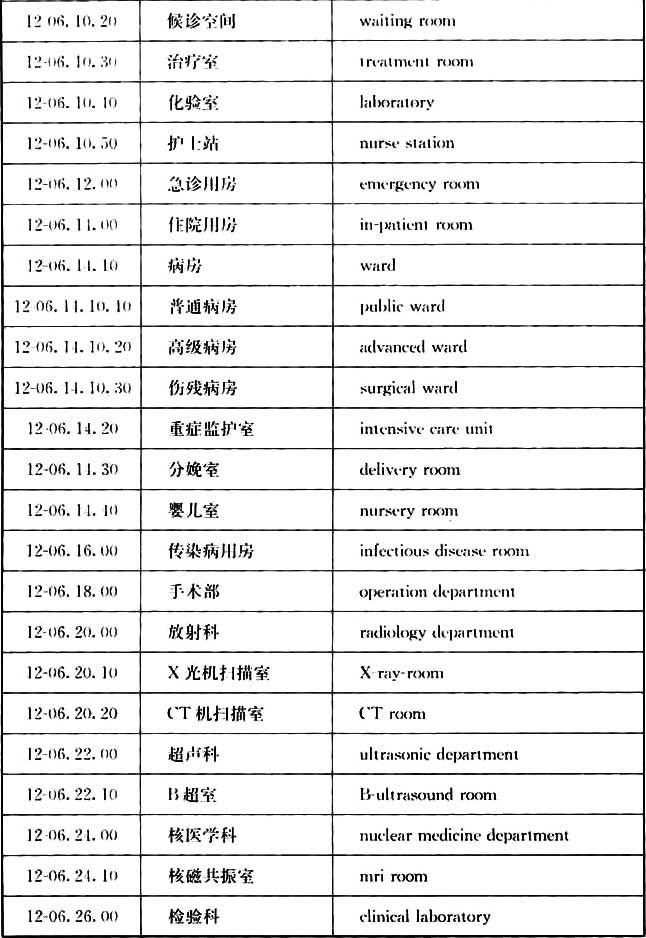 12-06.10.20 候诊空间 waiting room
12-06.10.30 治疗室 treatment room
12-06.10.40 化验室 laboratory
12-06.10.50 护士站 nurse station
12-06.12.00 急诊用房 emergency room
12-06.14.00 住院用房 in-patient room
12-06.14.10 病房 ward
12-06.14.10.10 普通病房 public ward
12-06.14.10.20 高级病房 advanced ward
12-06.14.10.30 伤残病房 surgical ward
12-06.14.20 重症监护室 intensive care unit
12-06.14.30 分娩室 delivery room
12-06.14.40 婴儿室 nursery room
12-06.16.00 传染病用房 infectious disease room
12-06.18.00 手术部 operation department
12-06.20.00 放射科 radiology department
12-06.20.10 X光机扫描室 X-ray-room
12-06.20.20 CT机扫描室 CT room
12-06.22.00 超声科 ultrasonic department
12-06.22.10 B超室 B-ultrasound room
12-06.24.00 核医学科 nuclear medicine department
12-06.24.10 核磁共振室 mri room
12-06.26.00 检验科 clinical laboratory